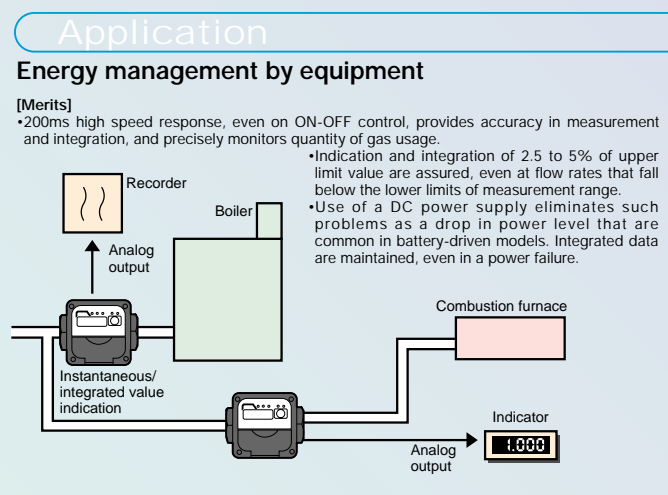 Application
Energy management by equipment
[Merits]
•200ms high speed response, even on ON-OFF control, provides accuracy in measurement
and integration, and precisely monitors quantity of gas usage.
•Indication and integration of 2.5 to 5% of upper
limit value are assured, even at flow rates that fall
below the lower limits of measurement range.
•Use of a DC power supply eliminates such
problems as a drop in power level that are
common in battery-driven models. Integrated data
are maintained, even in a power failure.
Recorder
Boiler
Analog
output
Combustion furnace
Instantaneous/
integrated value
indication
Indicator
1.000
Analog
output